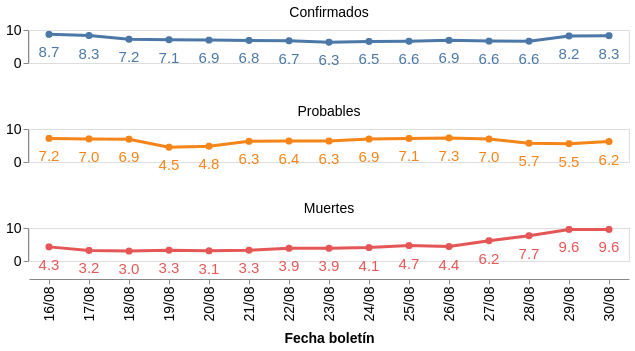 Confirmados
10
0
8.7 8.3 7.2 7.1 6.9 6.8 6.7 6.3 6.5 6.6 6.9 6.6 6.6 8.2 8.3
Probables
10
0
7.2 7.0 6.9 4.5 4.8 6.3 6.4 6.3 6.9 7.1 7.3 7.0 5.7 5.5 6.2
Muertes
10
0
4.3 3.2 3.0 3.3 3.1 3.3 3.9 3.9 4.1 4.7 4.4 6.2 7.7 9.6 9.6
16/08 17/08 18/08 19/08 20/08 21/08 22/08 23/08 24/08 25/08 26/08 27/08 28/08 29/08 30/08
Fecha boletín